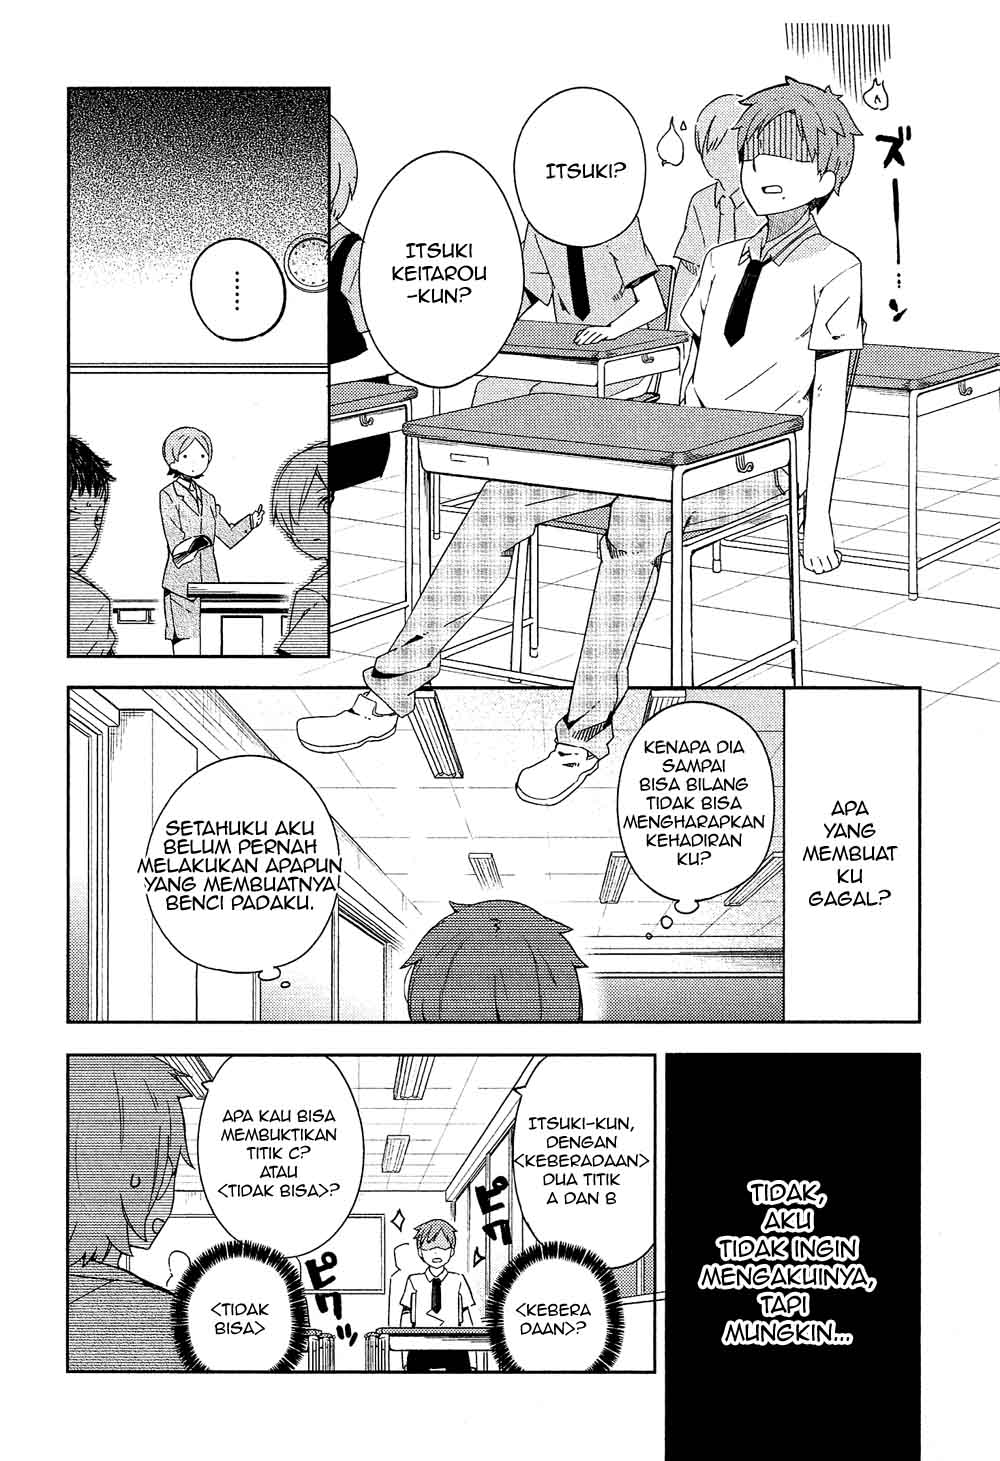 ズーーン
ITSUKI?
ITSUKI
KEITAROU
-KUN?
……
APA
YANG
MEMBUAT
KU
GAGAL?
KENAPA DIA
SAMPAI
BISA BILANG
TIDAK BISA
MENGHARAPKAN
KEHADIRAN
KU?
SETAHUKU AKU
BELUM PERNAH
MELAKUKAN APAPUN
YANG MEMBUATNYA
BENCI PADAKU.
TIDAK,
AKU
TIDAK INGIN
MENGAKUINYA,
TAPI
MUNGKIN...
ITSUKI-KUN,
DENGAN
<KEBERADAAN>
DUA TITIK
A DAN B
ピク
<KEBERA
DAAN>?
APA KAU BISA
MEMBUKTIKAN
TITIK C?
ATAU
<TIDAK BISA>?
ピクッ
<TIDAK
BISA>